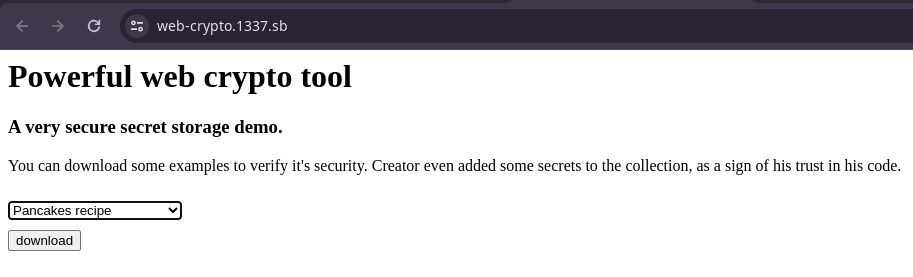 web-crypto.1337.sb
Powerful web crypto tool
A very secure secret storage demo.
You can download some examples to verify it's security. Creator even added some secrets to the collection, as a sign of his trust in his code.
Pancakes recipe
download